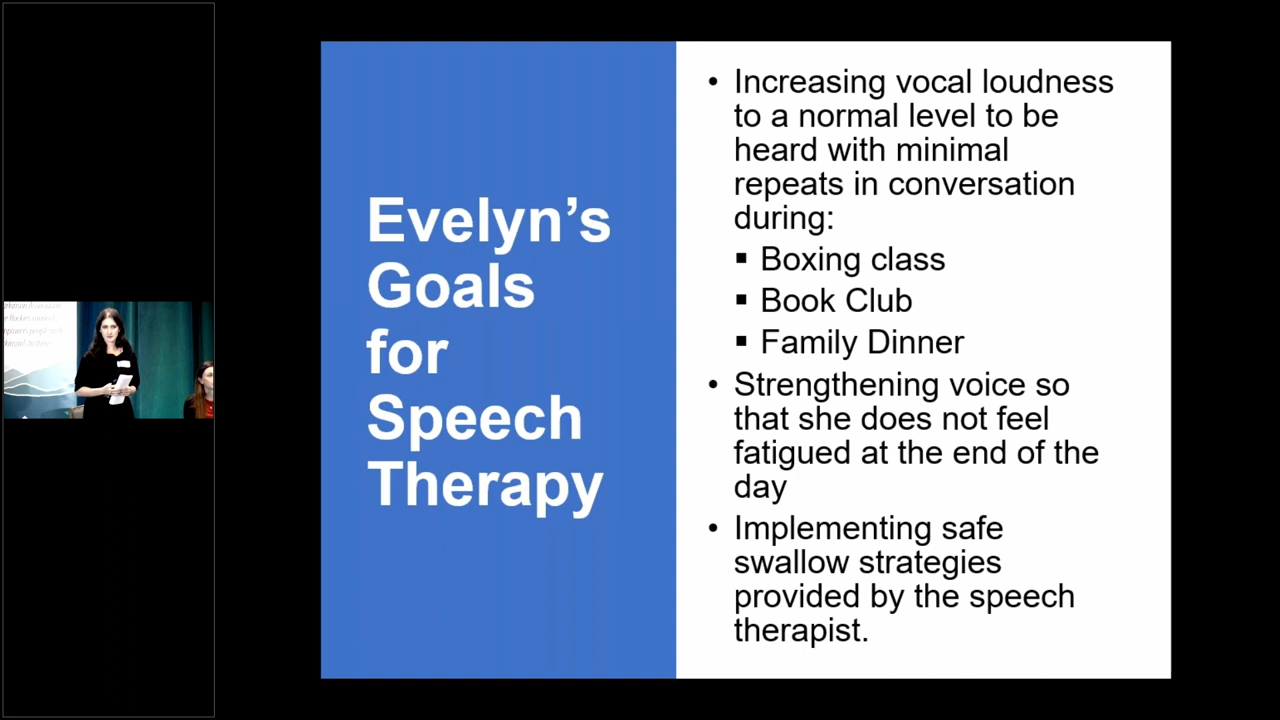 Evelyn’s
Goals
for
Speech
Therapy
• Increasing vocal loudness
to a normal level to be
heard with minimal
repeats in conversation
during:
▪ Boxing class
▪ Book Club
▪ Family Dinner
• Strengthening voice so
that she does not feel
fatigued at the end of the
day
• Implementing safe
swallow strategies
provided by the speech
therapist.